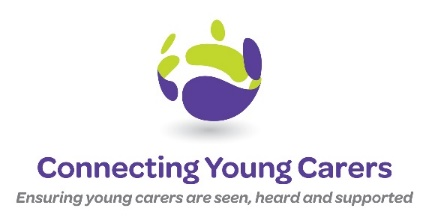 Connecting Young Carers
Ensuring young carers are seen, heard and supported